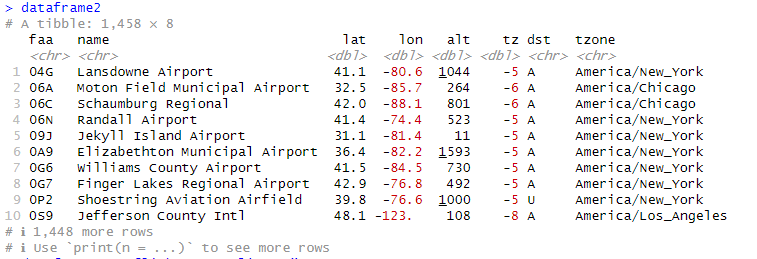 > dataframe2
# A tibble: 1,458 × 8
   faa   name                             lat    lon   alt    tz dst   tzone
   <chr> <chr>                          <dbl>  <dbl> <dbl> <dbl> <chr> <chr>
 1 04G   Lansdowne Airport               41.1  -80.6  1044    -5 A     America/New_York
 2 06A   Moton Field Municipal Airport   32.5  -85.7   264    -6 A     America/Chicago
 3 06C   Schaumburg Regional             42.0  -88.1   801    -6 A     America/Chicago
 4 06N   Randall Airport                 41.4  -74.4   523    -5 A     America/New_York
 5 09J   Jekyll Island Airport           31.1  -81.4    11    -5 A     America/New_York
 6 0A9   Elizabethton Municipal Airport  36.4  -82.2  1593    -5 A     America/New_York
 7 0G6   Williams County Airport         41.5  -84.5   730    -5 A     America/New_York
 8 0G7   Finger Lakes Regional Airport   42.9  -76.8   492    -5 A     America/New_York
 9 0P2   Shoestring Aviation Airfield    39.8  -76.6  1000    -5 U     America/New_York
10 0S9   Jefferson County Intl           48.1 -123.    108    -8 A     America/Los_Angeles
# ℹ 1,448 more rows
# ℹ Use `print(n = ...)` to see more rows